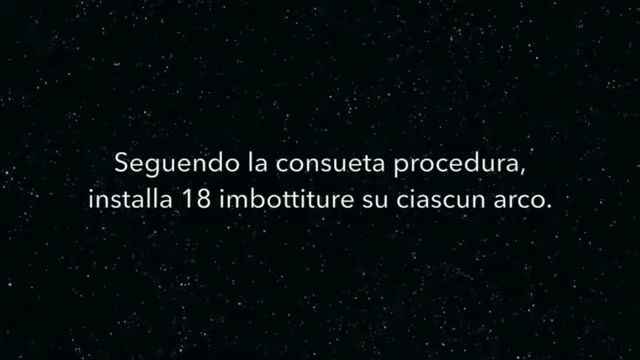 Seguendo la consueta procedura,
installa 18 imbottiture su ciascun arco.